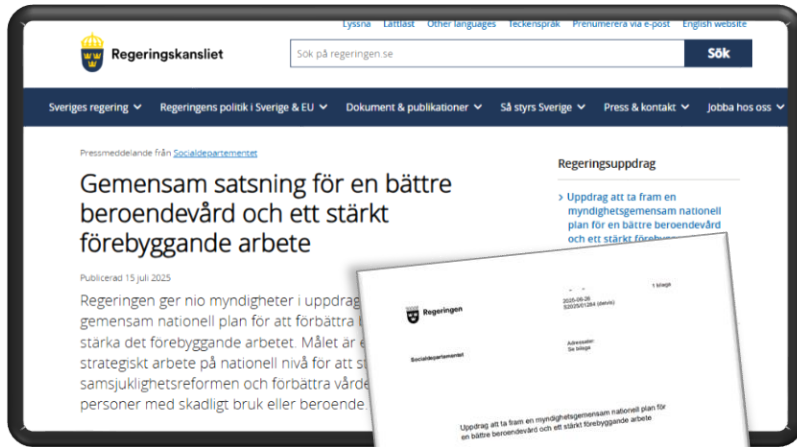 Lyssna Lättläst Other languages Teckenspråk Prenumerera via e-post English website
Regeringskansliet
Sök på regeringen.se
Sök
Sveriges regering Regeringens politik i Sverige & EU Dokument & publikationer Så styrs Sverige Press & kontakt Jobba hos oss
Pressmeddelande från Socialdepartementet
Gemensam satsning för en bättre
beroendevård och ett stärkt
förebyggande arbete
Publicerad 15 juli 2025
Regeringen ger nio myndigheter i uppdrag
gemensam nationell plan för att förbättra
stärka det förebyggande arbetet. Målet är
strategiskt arbete på nationell nivå för att
samsjuklighetsreformen och förbättra
personer med skadligt bruk eller beroende.
Regeringsuppdrag
Uppdrag att ta fram en
myndighetsgemensam nationell
plan för en bättre beroendevård
och ett stärkt
Regeringen
1 bilaga
Socialdepartementet
Adressater
Se bilaga
Uppdrag att ta fram en myndighetsgemensam nationell plan för
en bättre beroendevård och ett stärkt förebyggande arbete